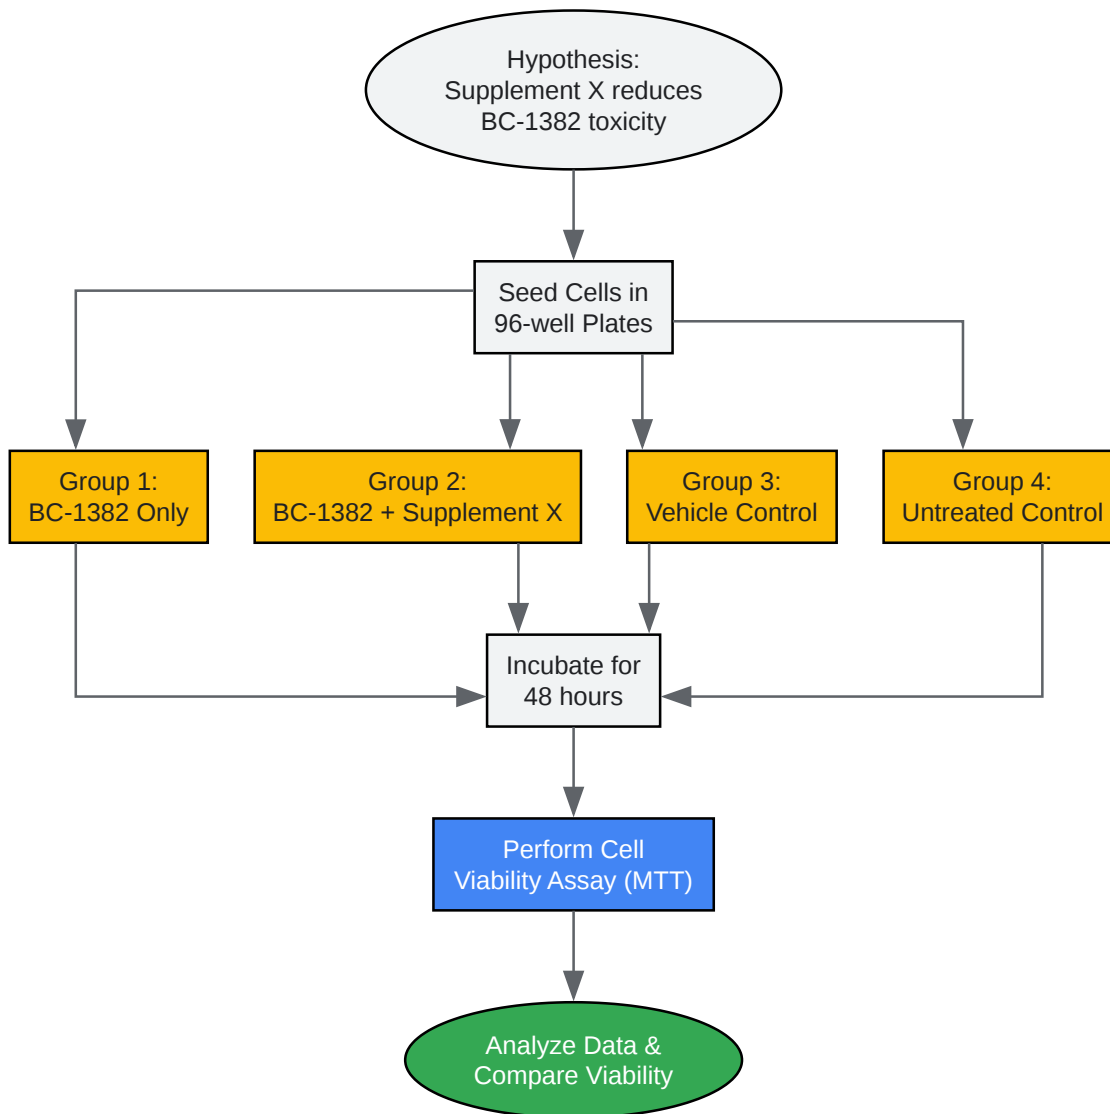 Hypothesis:
Supplement X reduces
BC-1382 toxicity
Seed Cells in
96-well Plates
Group 1:
BC-1382 Only
Group 2:
BC-1382 + Supplement X
Group 3:
Vehicle Control
Group 4:
Untreated Control
Incubate for
48 hours
Perform Cell
Viability Assay (MTT)
Analyze Data &
Compare Viability